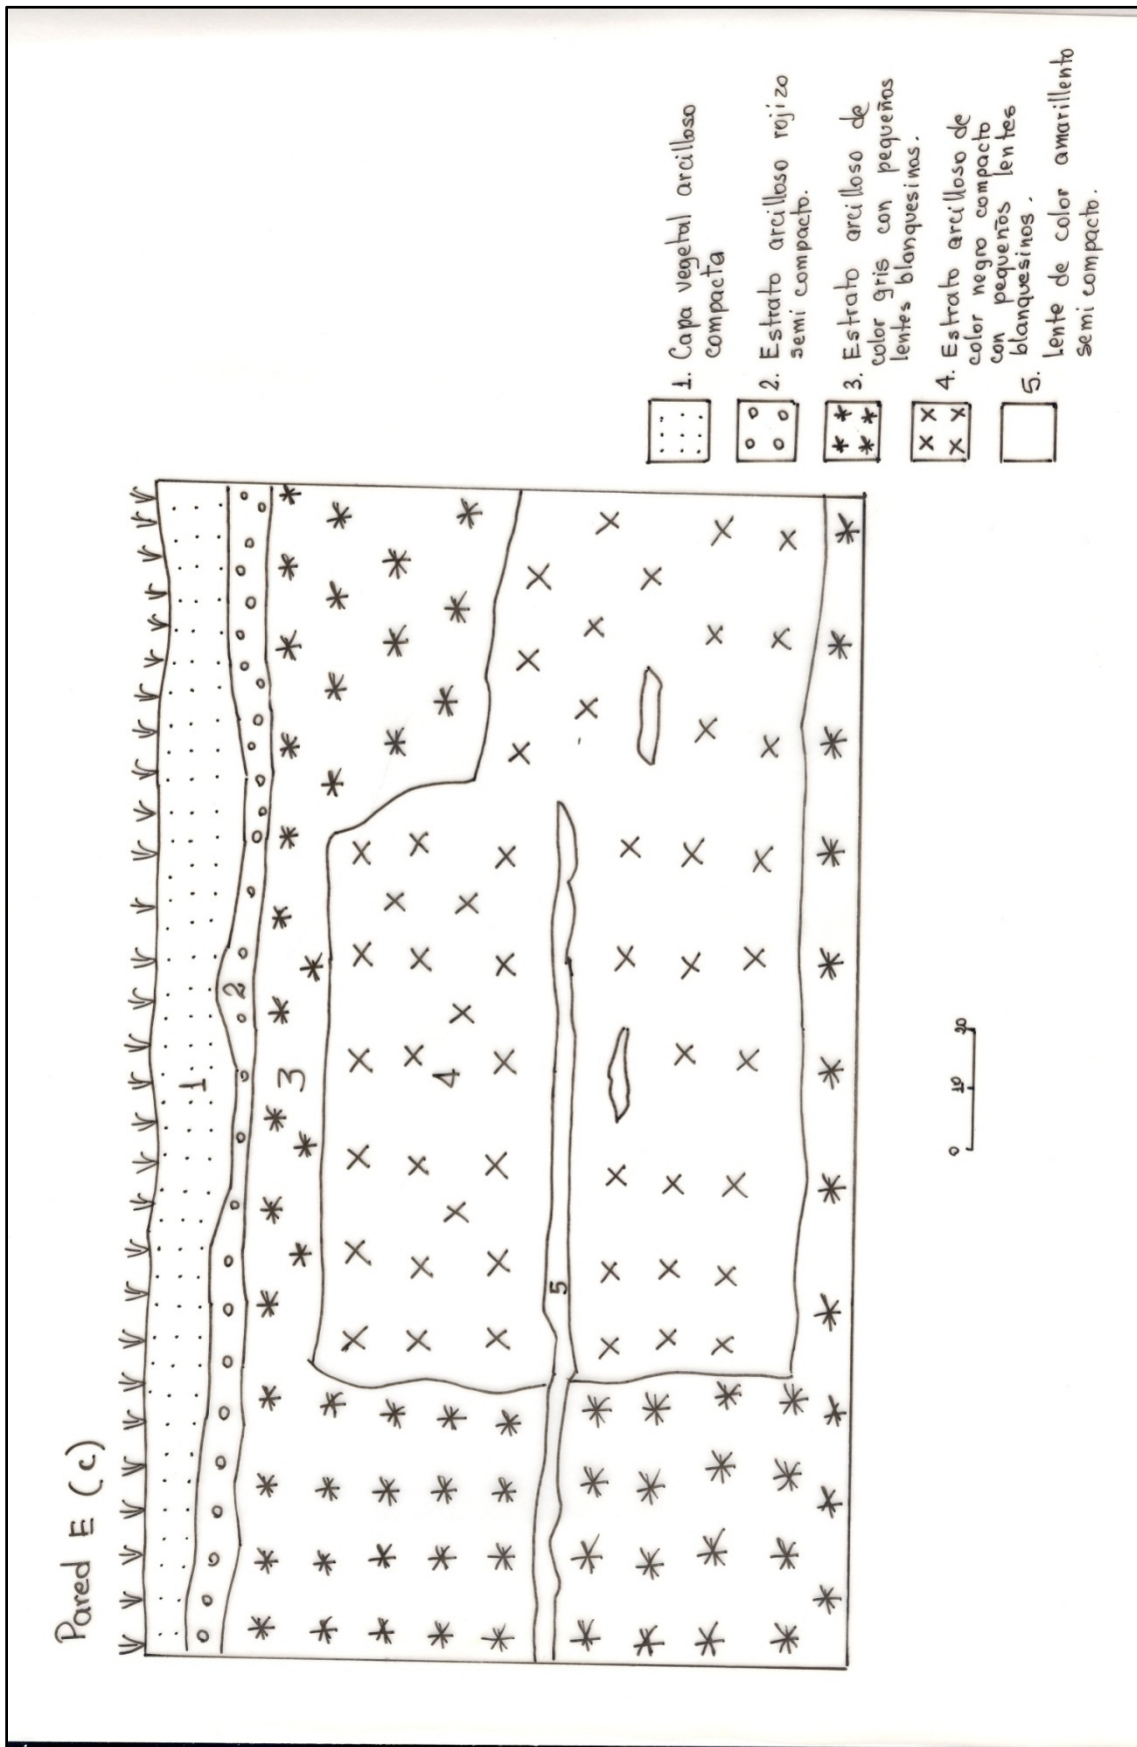 Pared E (c)
1
2
3
4
5
0 10 20
1. Capa vegetal arcilloso
compacta
2. Estrato arcilloso rojizo
semi compacto.
3. Estrato arcilloso de
color gris con pequeños
lentes blanquesinas.
4. Estrato arcilloso de
color negro compacto
con pequeños lentes
blanquesinos.
5. Lente de color amarillento
semi compacto.